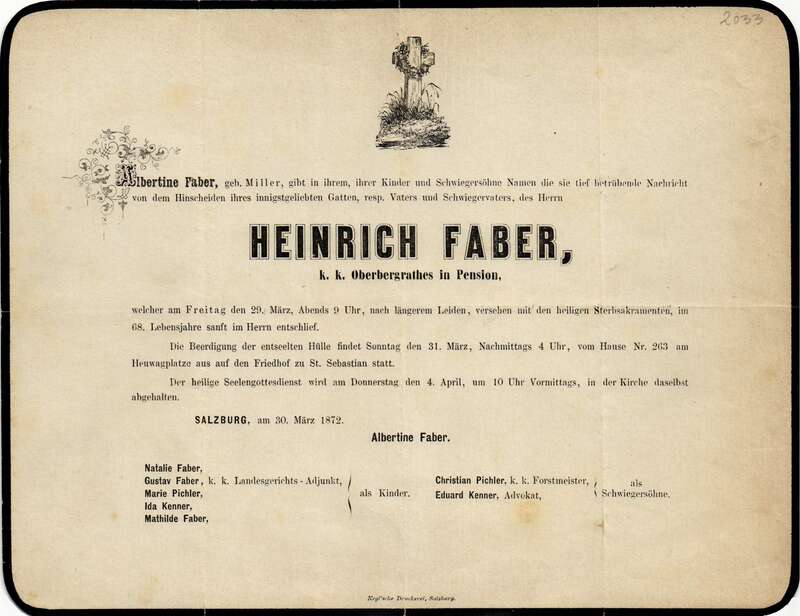 2033
Albertine Faber, geb. Miller, gibt in ihrem, ihrer Kinder und Schwiegersöhne Namen die sie tief betrübende Nachricht
von dem Hinscheiden ihres innigstgeliebten Gatten, resp. Vaters und Schwiegervaters, des Herrn
HEINRICH FABER,
k. k. Oberbergrathes in Pension,
welcher am Freitag den 29. März, Abends 9 Uhr, nach längerem Leiden, versehen mit den heiligen Sterbsakramenten, im
68. Lebensjahre sanft im Herrn entschlief.
Die Beerdigung der entseelten Hülle findet Sonntag den 31. März, Nachmittags 4 Uhr, vom Hause Nr. 263 am
Heuwagplatze aus auf den Friedhof zu St. Sebastian statt.
Der heilige Seelengottesdienst wird am Donnerstag den 4. April, um 10 Uhr Vormittags, in der Kirche daselbst
abgehalten.
SALZBURG, am 30. März 1872.
Albertine Faber.
Natalie Faber,
Gustav Faber, k. k. Landesgerichts-Adjunkt,
Marie Pichler,
Ida Kenner,
Mathilde Faber,
als Kinder.
Christian Pichler, k. k. Forstmeister,
Eduard Kenner, Advokat,
als
Schwiegersöhne.
Kegl'sche Druckerei, Salzburg.